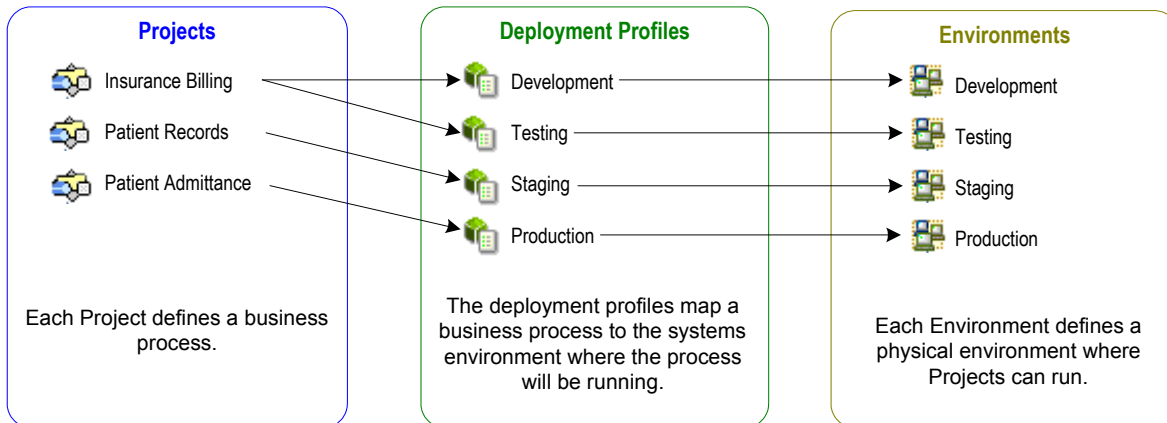 Projects
Insurance Billing
Patient Records
Patient Admittance
Each Project defines a business
process.
Deployment Profiles
Development
Testing
Staging
Production
The deployment profiles map a
business process to the systems
environment where the process
will be running.
Environments
Development
Testing
Staging
Production
Each Environment defines a
physical environment where
Projects can run.